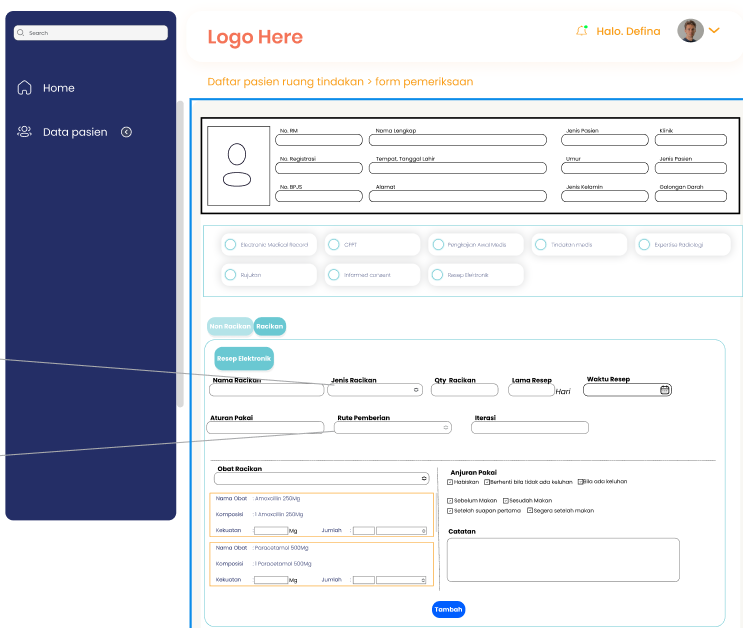 Search
Home
Data pasien
Logo Here
Halo. Defina
Daftar pasien ruang tindakan > form pemeriksaan
No. RM
Nama Lengkap
Jenis Pasien
Klinik
No. Registrasi
Tempat, Tanggal Lahir
Umur
Jenis Pasien
No. BPJS
Alamat
Jenis Kelamin
Golongan Darah
Electronic Medical Record
CPPT
Pengkajian AwalMedis
Tindakan medis
Expertise Radiologi
Rujukan
Informed consent
Resep Elektronik
Non Racikan
Racikan
Resep Elektronik
Nama Racikan
Jenis Racikan
Qty Racikan
Lama Resep
Hari
Waktu Resep
Aturan Pakai
Rute Pemberian
Iterasi
Obat Racikan
Nama Obat : Amoxcillin 250Mg
Komposisi : 1 Amoxcillin 250Mg
Kekuatan : Mg Jumlah :
Nama Obat : Paracetamol 500Mg
Komposisi : 1 Paracetamol 500Mg
Kekuatan : Mg Jumlah :
Anjuran Pakai
Habiskan Berhenti bila tidak ada keluhan Bila ada keluhan
Sebelum Makan Sesudah Makan
Setelah suapan pertama Segera setelah makan
Catatan
Tambah